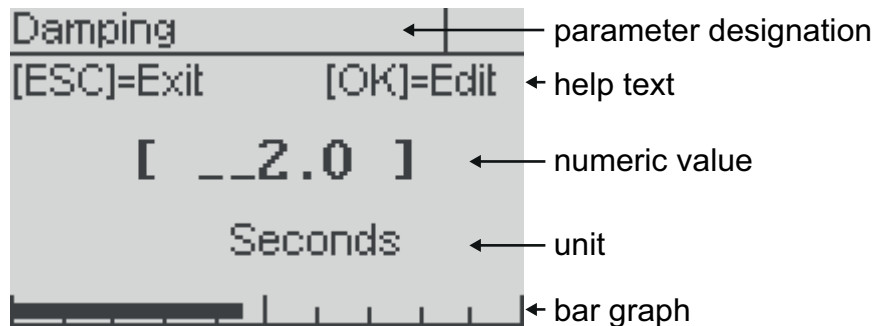 Damping parameter designation
[ESC]=Exit [OK]=Edit help text
[ __2.0 ] numeric value
Seconds unit
bar graph